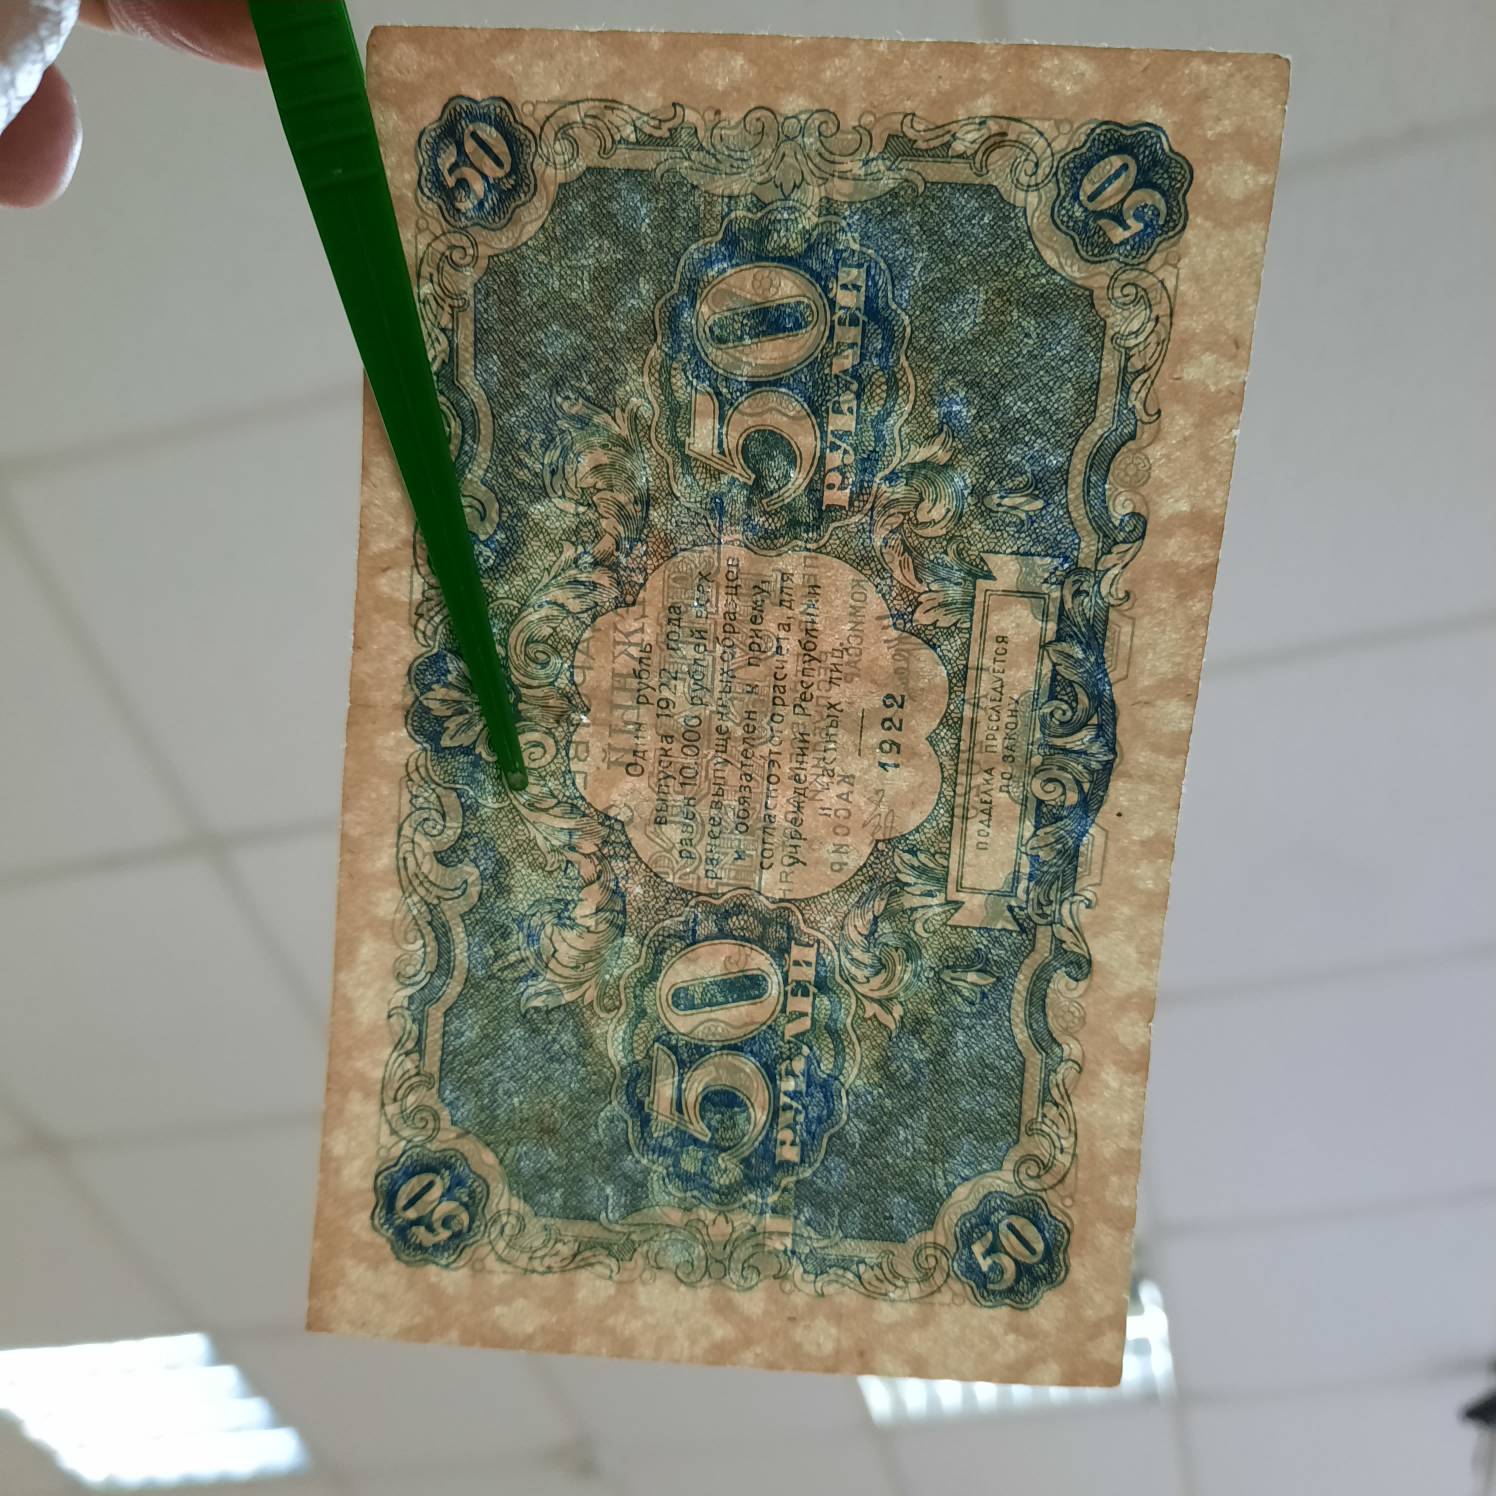 50
50
50
РУБЛЕЙ
50
РУБЛЕЙ
Один рубль
выпуска 1922 года
равен 10.000 рублей всех
ранее выпущенных образцов
и обязателен к приему,
согласно этого расчета, для
учреждений Республики
и частных лиц.
1922
ПОДДЕЛКА ПРЕСЛЕДУЕТСЯ
ПО ЗАКОНУ
50
50